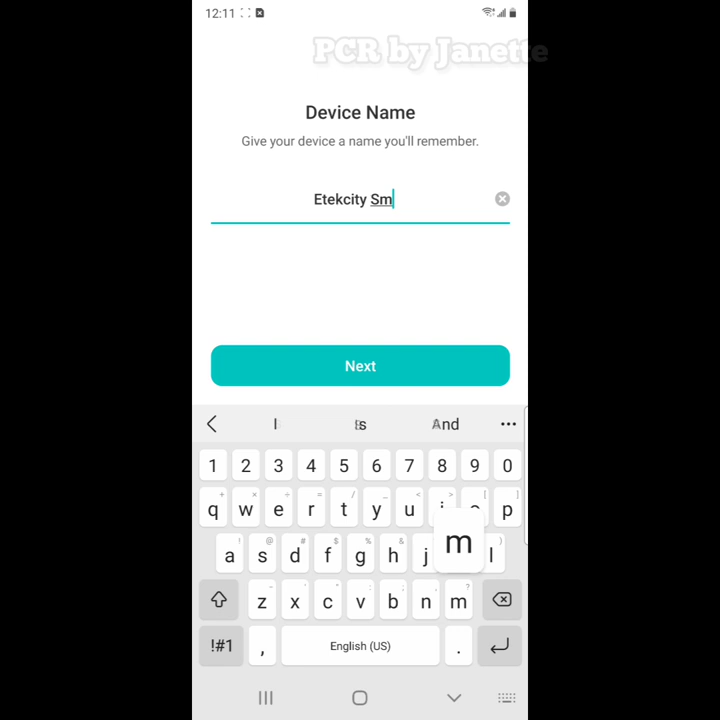 12:11
PCR by Janette
Device Name
Give your device a name you'll remember.
Etekcity Sm
Next
And
1 2 3 4 5 6 7 8 9 0
+ × ÷ = / _ < > [ ]
q w e r t y u p
! @ # $ % ^ & )
a s d f g h j m l
- ' " : ; , ?
z x c v b n m
!#1 , English (US) .